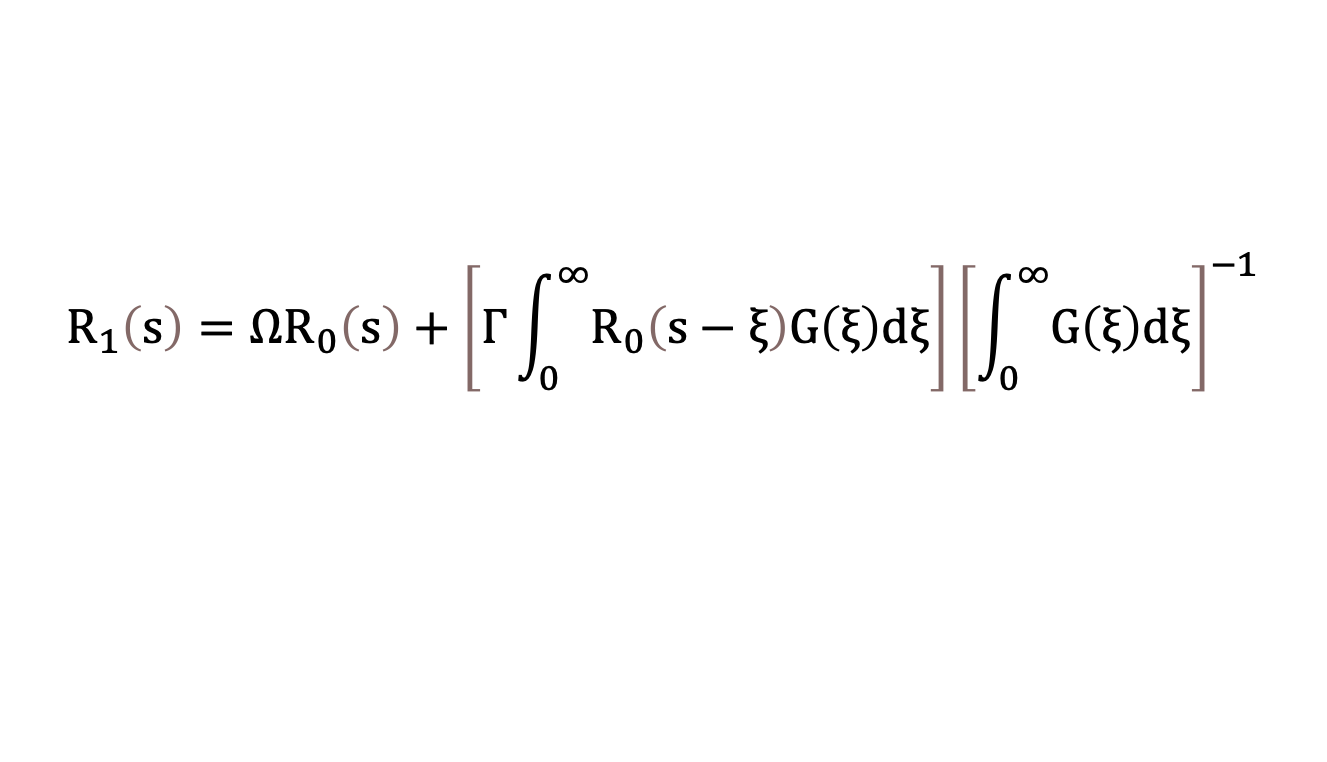 R₁(s) = ΩR₀(s) + [Γ∫₀^∞ R₀(s − ξ)G(ξ)dξ] [∫₀^∞ G(ξ)dξ]⁻¹